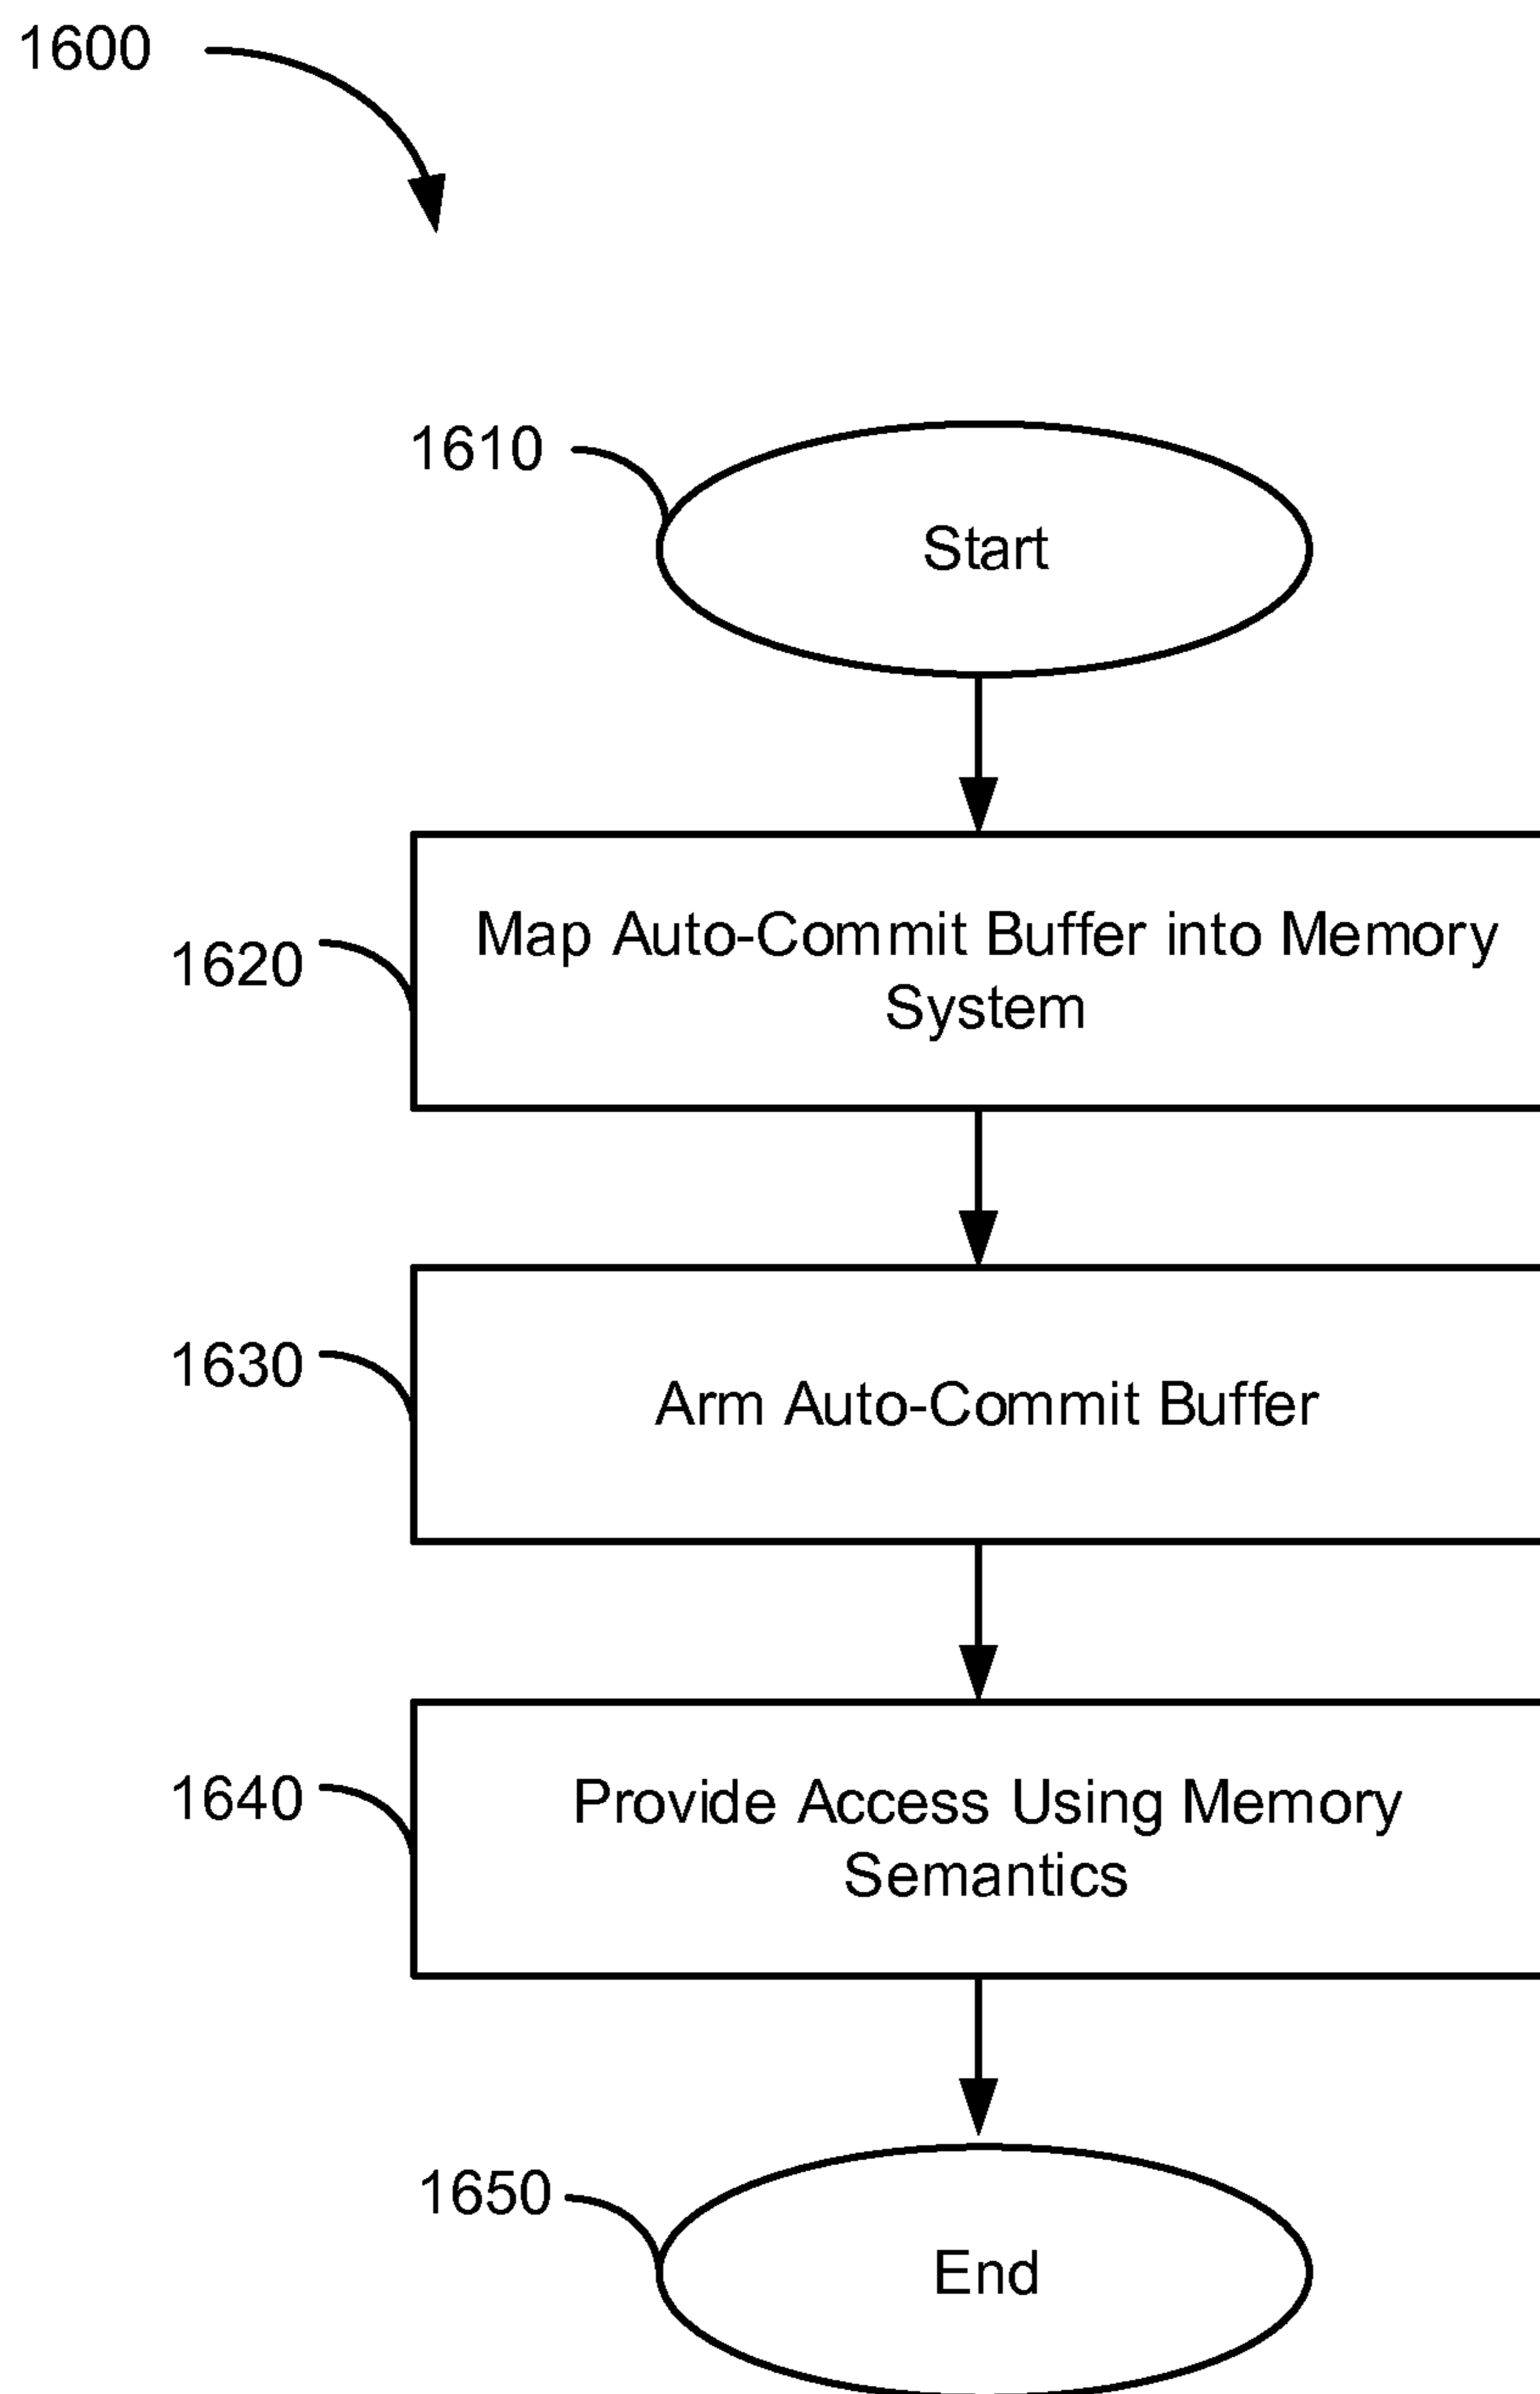 1600
1610
Start
1620
Map Auto-Commit Buffer into Memory
System
1630
Arm Auto-Commit Buffer
1640
Provide Access Using Memory
Semantics
1650
End